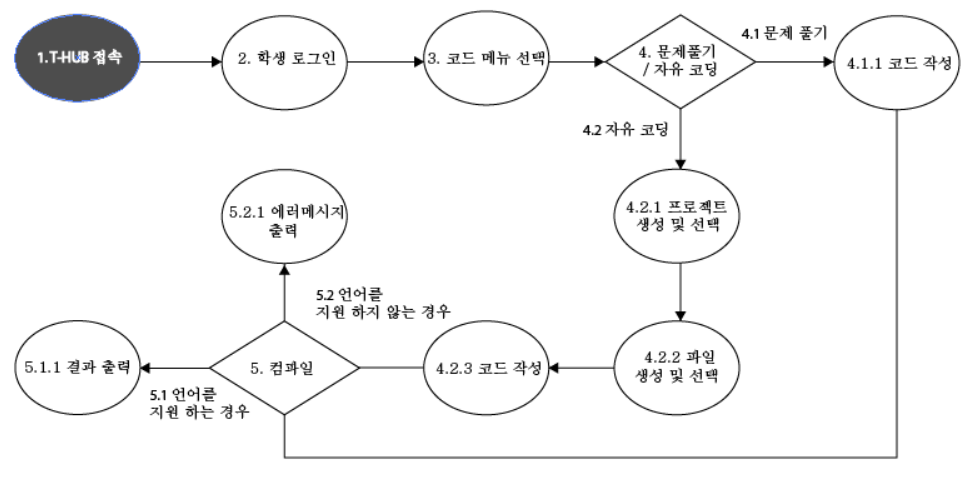 1.T-HUB 접속
2. 학생 로그인
3. 코드 메뉴 선택
4. 문제풀기
/ 자유 코딩
4.1 문제 풀기
4.1.1 코드 작성
4.2 자유 코딩
4.2.1 프로젝트
생성 및 선택
5.2.1 에러메시지
출력
5.2 언어를
지원 하지 않는 경우
5.1.1 결과 출력
5. 컴파일
4.2.3 코드 작성
4.2.2 파일
생성 및 선택
5.1 언어를
지원 하는 경우